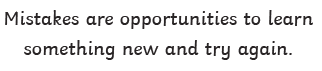 Mistakes are opportunities to learn
something new and try again.